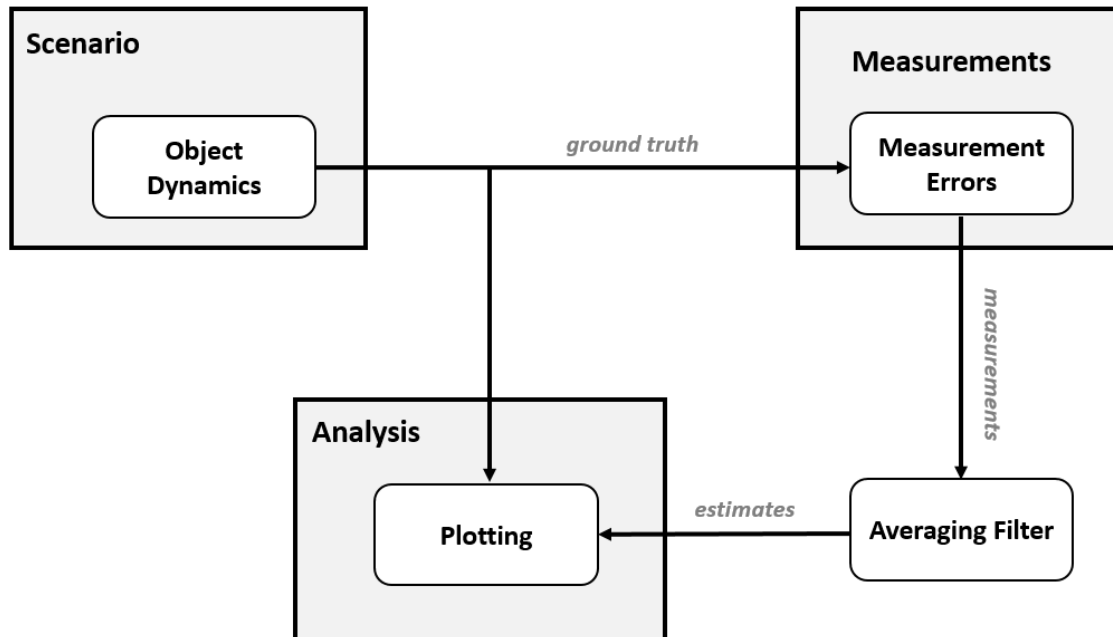 Scenario
Measurements
Object
Dynamics
ground truth
Measurement
Errors
measurements
Analysis
Plotting
estimates
Averaging Filter